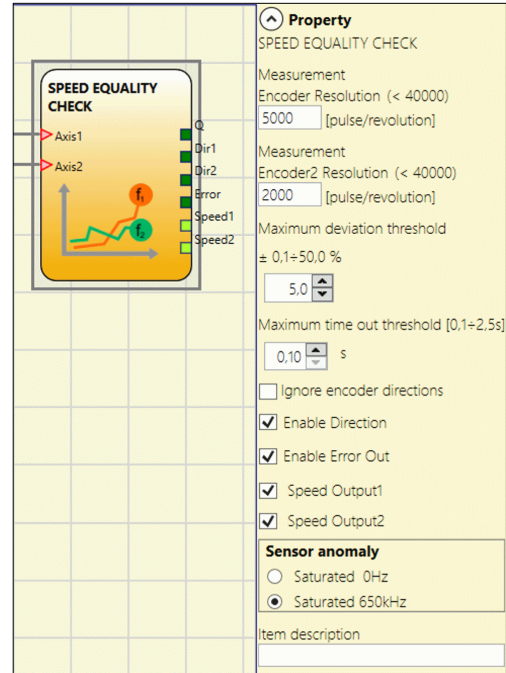 SPEED EQUALITY
CHECK
Axis1
Axis2
f1
f2
Q
Dir1
Dir2
Error
Speed1
Speed2
Property
SPEED EQUALITY CHECK
Measurement
Encoder Resolution (< 40000)
5000 [pulse/revolution]
Measurement
Encoder2 Resolution (< 40000)
2000 [pulse/revolution]
Maximum deviation threshold
± 0,1÷50,0 %
5,0
Maximum time out threshold [0,1÷2,5s]
0,10 s
Ignore encoder directions
Enable Direction
Enable Error Out
Speed Output1
Speed Output2
Sensor anomaly
Saturated 0Hz
Saturated 650kHz
Item description